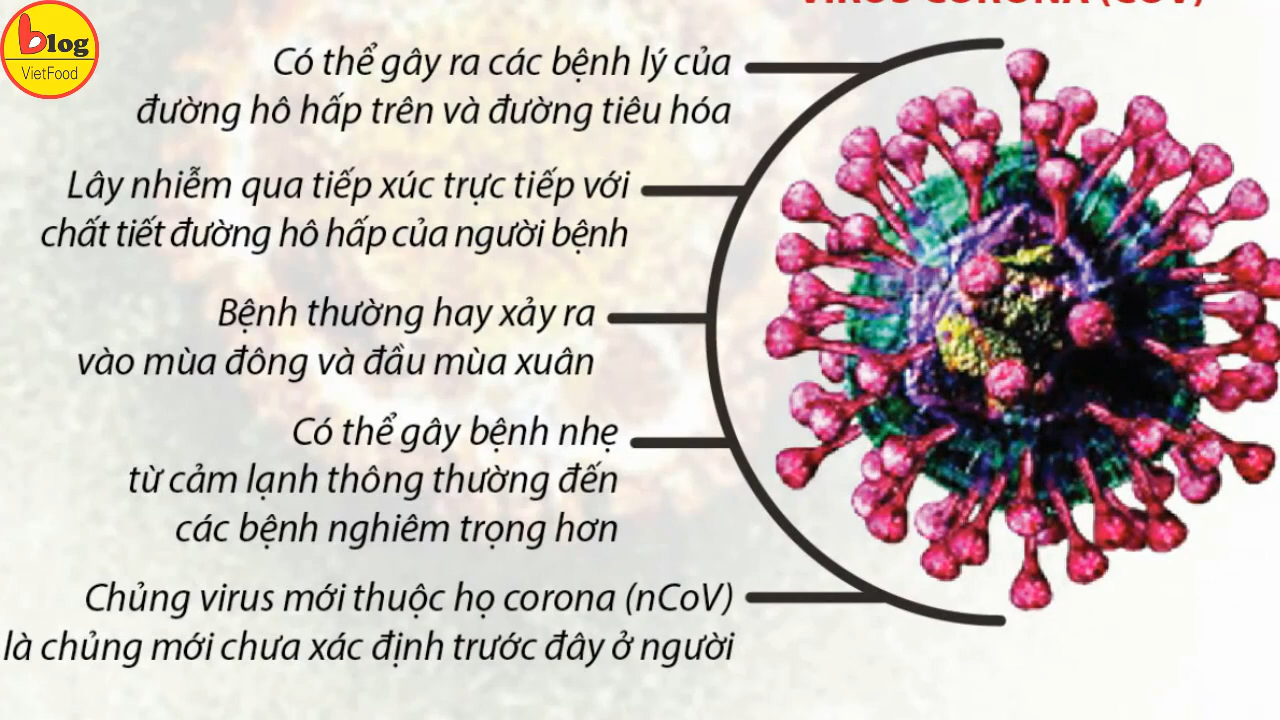 blog
VietFood
VIRUS CORONA (COV)
Có thể gây ra các bệnh lý của
đường hô hấp trên và đường tiêu hóa
Lây nhiễm qua tiếp xúc trực tiếp với
chất tiết đường hô hấp của người bệnh
Bệnh thường hay xảy ra
vào mùa đông và đầu mùa xuân
Có thể gây bệnh nhẹ
từ cảm lạnh thông thường đến
các bệnh nghiêm trọng hơn
Chủng virus mới thuộc họ corona (nCoV)
là chủng mới chưa xác định trước đây ở người